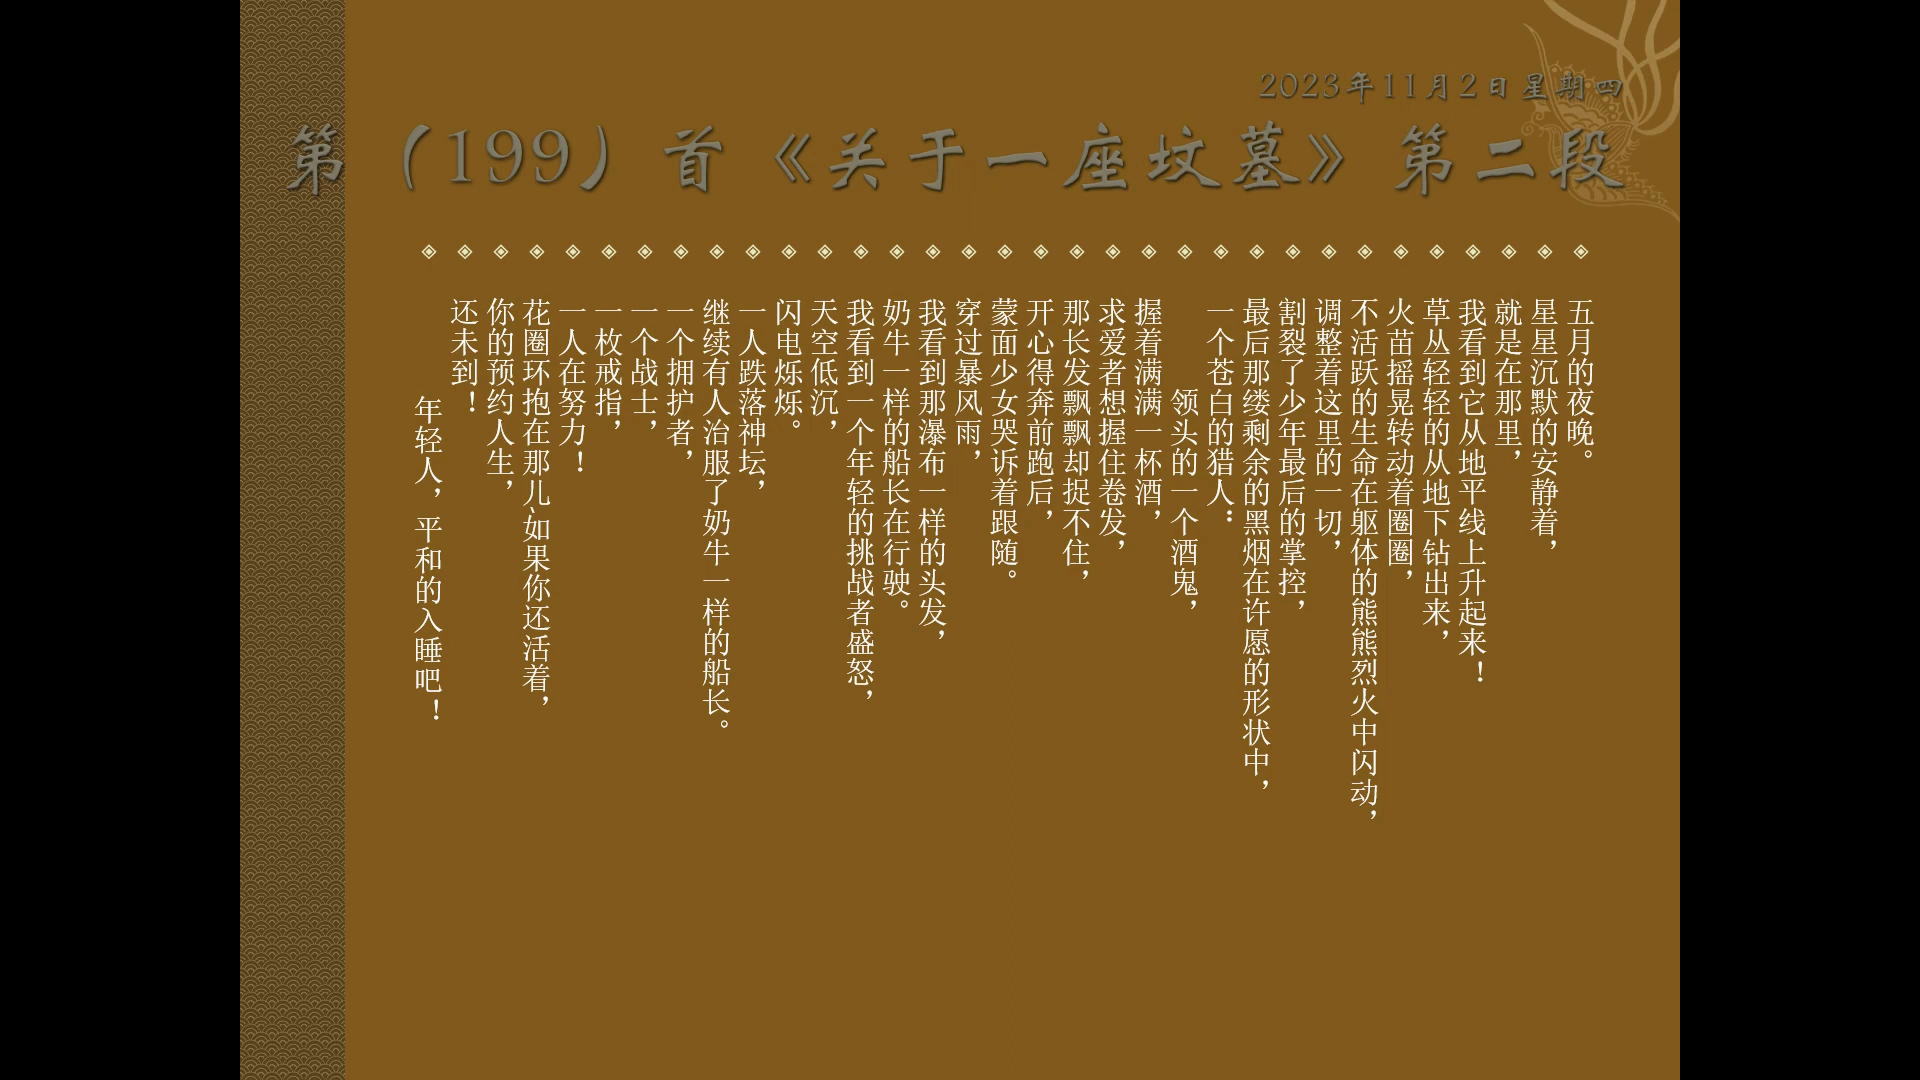 2023年11月2日星期四
第（199）首《关于一座坟墓》第二段
五月的夜晚。
星星沉默的安静着，
就是在那里，
我看到它从地平线上升起来！
草丛轻轻的从地下钻出来，
火苗摇晃转动着圈圈，
不活跃的生命在躯体的熊熊烈火中闪动，
调整着这里的一切，
割裂了少年最后的掌控，
最后那缕剩余的黑烟在许愿的形状中，
一个苍白的猎人：
领头的一个酒鬼，
握着满满一杯酒，
求爱者想握住卷发，
那长发飘飘却捉不住，
开心得奔前跑后，
蒙面少女哭诉着跟随。
穿过暴风雨，
我看到那瀑布一样的头发，
奶牛一样的船长在行驶。
我看到一个年轻的挑战者盛怒，
天空低沉，
闪电烁烁。
一人跌落神坛，
继续有人治服了奶牛一样的船长。
一个拥护者，
一个战士，
一枚戒指，
一人在努力！
花圈环抱在那儿、如果你还活着，
你的预约人生，
还未到！
年轻人，平和的入睡吧！